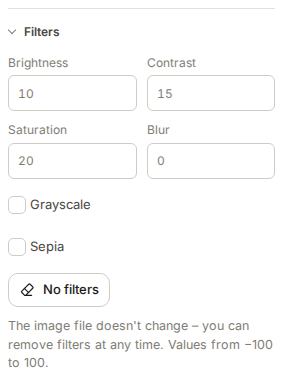 Filters
Brightness
Contrast
10
15
Saturation
Blur
20
0
Grayscale
Sepia
No filters
The image file doesn't change – you can
remove filters at any time. Values from −100
to 100.